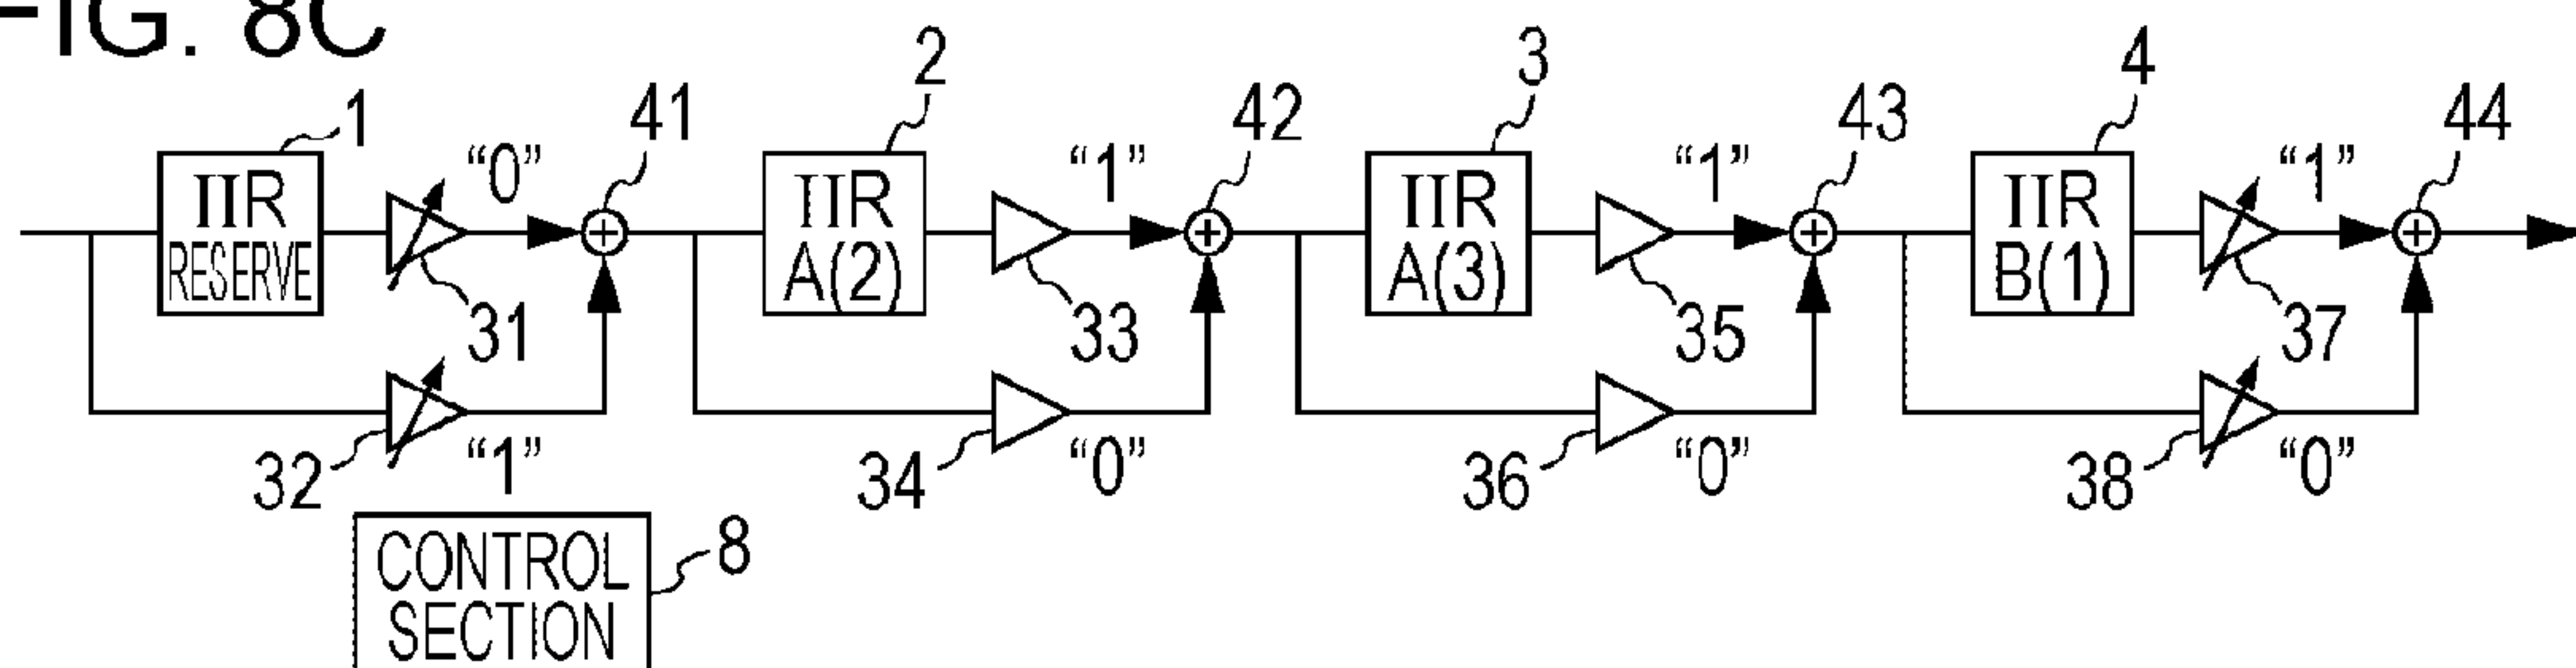 FIG. 8C
1
2
3
4
41
42
43
44
"0"
"1"
"1"
"1"
IIR
RESERVE
IIR
A(2)
IIR
A(3)
IIR
B(1)
31
33
35
37
32
"1"
34
"0"
36
"0"
38
"0"
CONTROL
SECTION
8